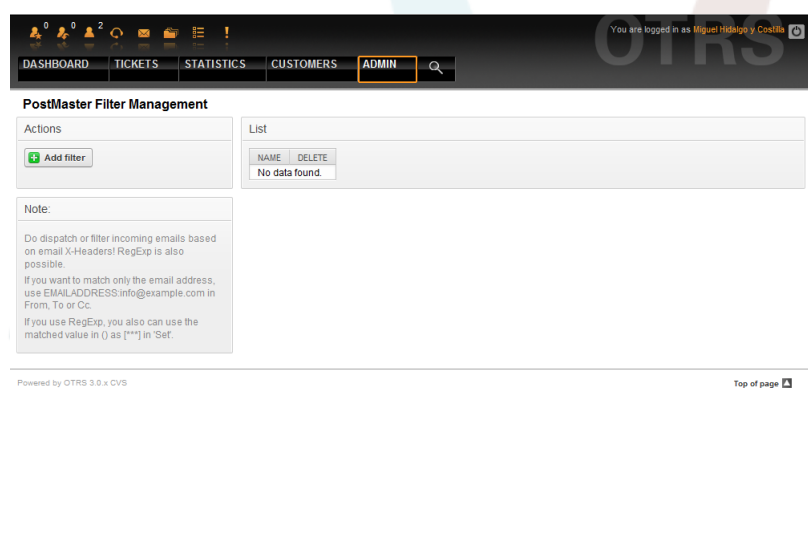 0 0 2
You are logged in as Miguel Hidalgo y Costilla
OTRS
DASHBOARD TICKETS STATISTICS CUSTOMERS ADMIN
PostMaster Filter Management
Actions
Add filter
List
NAME DELETE
No data found.
Note:
Do dispatch or filter incoming emails based
on email X-Headers! RegExp is also
possible.
If you want to match only the email address,
use EMAILADDRESS:info@example.com in
From, To or Cc.
If you use RegExp, you also can use the
matched value in () as [***] in 'Set'.
Powered by OTRS 3.0.x CVS
Top of page